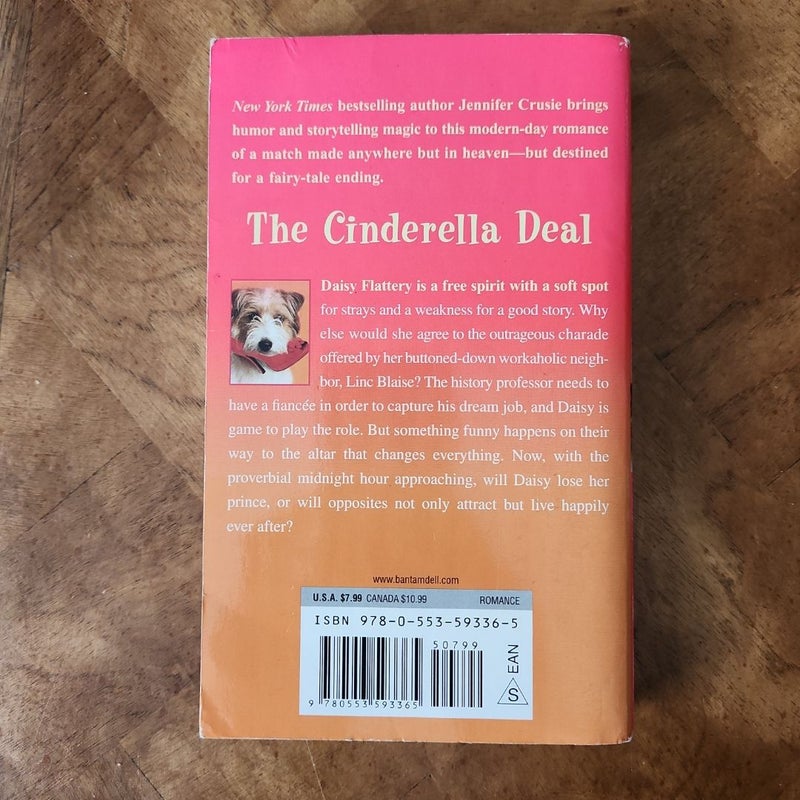 New York Times bestselling author Jennifer Crusie brings
humor and storytelling magic to this modern-day romance
of a match made anywhere but in heaven—but destined
for a fairy-tale ending.
The Cinderella Deal
Daisy Flattery is a free spirit with a soft spot
for strays and a weakness for a good story. Why
else would she agree to the outrageous charade
offered by her buttoned-down workaholic neigh-
bor, Linc Blaise? The history professor needs to
have a fiancée in order to capture his dream job, and Daisy is
game to play the role. But something funny happens on their
way to the altar that changes everything. Now, with the
proverbial midnight hour approaching, will Daisy lose her
prince, or will opposites not only attract but live happily
ever after?
www.bantamdell.com
U.S.A. $7.99 CANADA $10.99 ROMANCE
ISBN 978-0-553-59336-5
50799
EAN
S
9 780553 593365